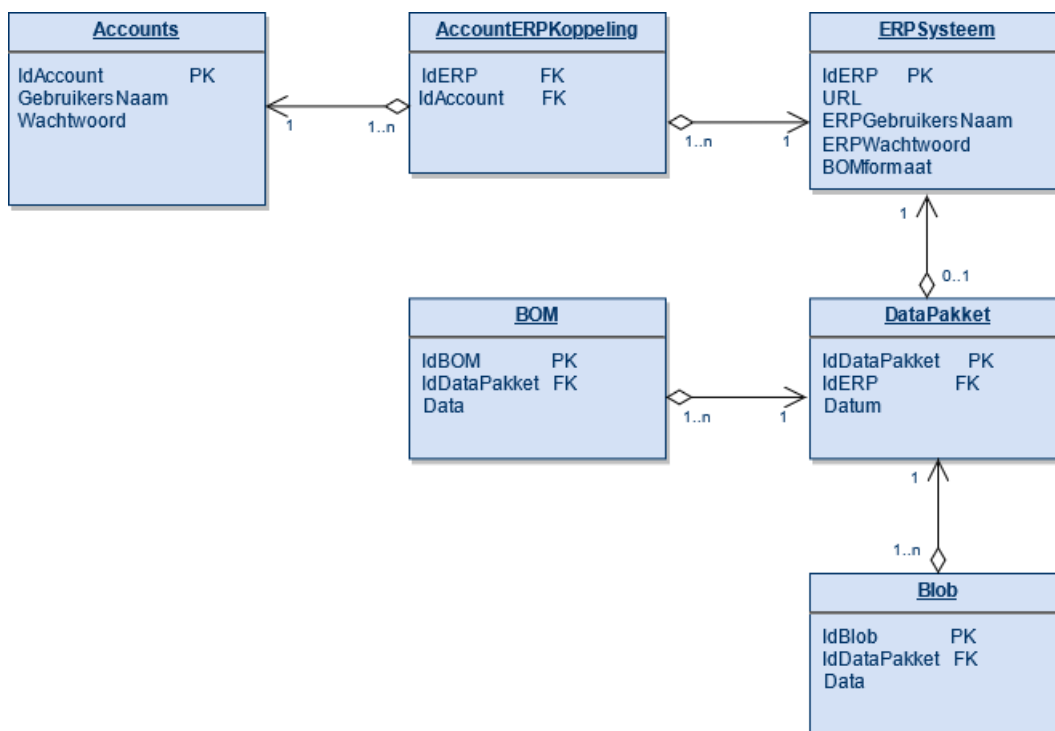 Accounts
IdAccount PK
GebruikersNaam
Wachtwoord
1
1..n
AccountERPKoppeling
IdERP FK
IdAccount FK
1..n
1
ERPSysteem
IdERP PK
URL
ERPGebruikersNaam
ERPWachtwoord
BOMformaat
1
0..1
BOM
IdBOM PK
IdDataPakket FK
Data
1..n
1
DataPakket
IdDataPakket PK
IdERP FK
Datum
1
1..n
Blob
IdBlob PK
IdDataPakket FK
Data